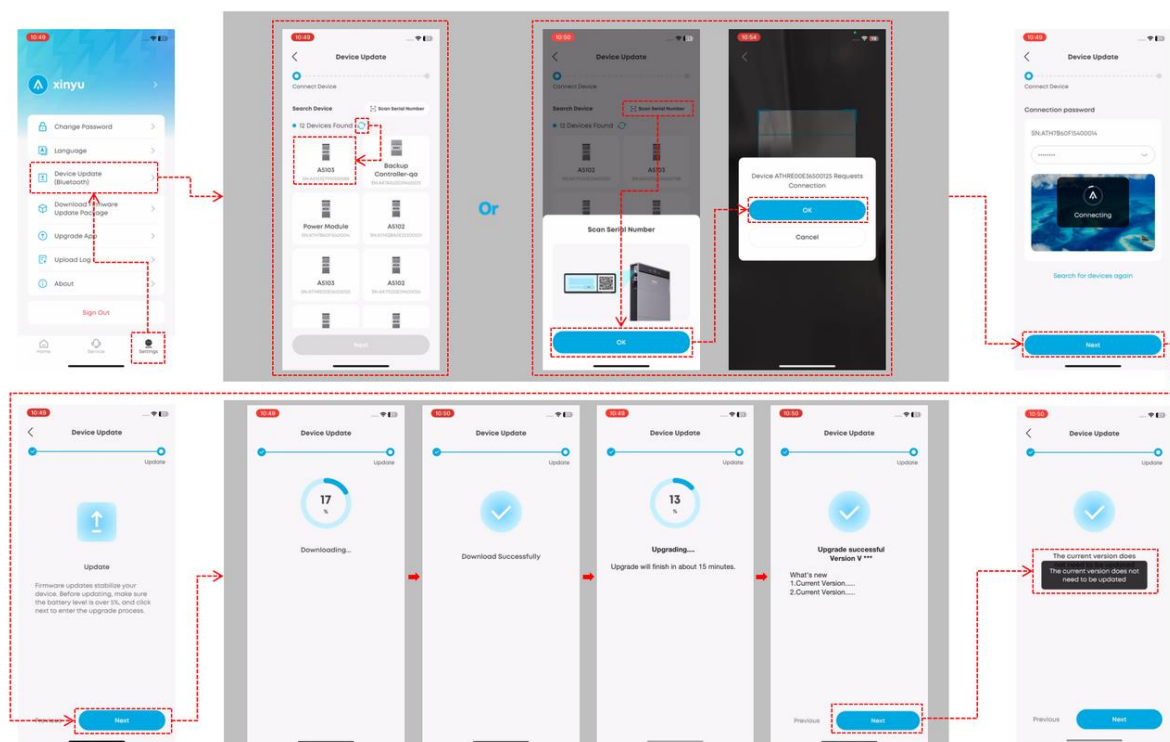 10:49
xinyu
Change Password
Language
Device Update
(Bluetooth)
Download Firmware
Update Package
Upgrade App
Upload Log
About
Sign Out
Home
Service
Settings
10:49
Device Update
Connect Device
Search Device
Scan Serial Number
12 Devices Found
A5103
Backup
Controller-qa
Power Module
A5102
A5103
A5102
Next
Or
10:50
Device Update
Connect Device
Search Device
Scan Serial Number
12 Devices Found
A5103
A5102
Scan Serial Number
OK
10:54
Device ATHRE00E36500125 Requests
Connection
OK
Cancel
10:49
Device Update
Connect Device
Connection password
SN:ATH7B60F15400014
Connecting
Search for devices again
Next
10:49
Device Update
Update
Update
Firmware updates stabilize your
device. Before updating, make sure
the battery level is over 5%, and click
next to enter the upgrade process.
Previous
Next
10:49
Device Update
Update
17
%
Downloading...
10:50
Device Update
Update
Download Successfully
10:49
Device Update
Update
13
%
Upgrading....
Upgrade will finish in about 15 minutes.
10:50
Device Update
Update
Upgrade successful
Version V ***
What's new
1.Current Version......
2.Current Version......
Previous
Next
10:50
Device Update
Update
The current version does
The current version does not
need to be updated
Previous
Next